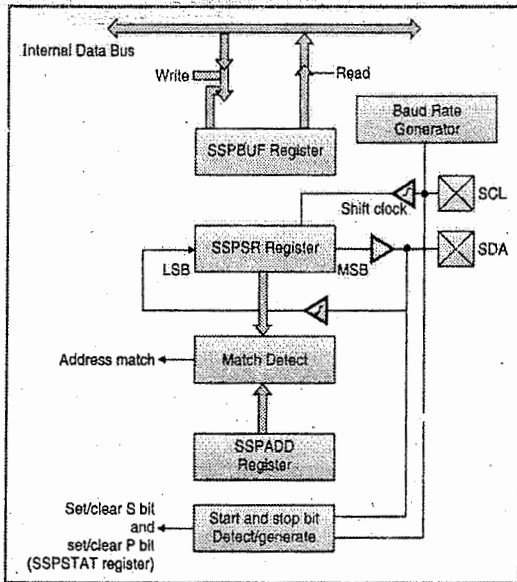 Internal Data Bus
Write
Read
Baud Rate
Generator
SSPBUF Register
SCL
Shift clock
SSPSR Register
SDA
LSB
MSB
Address match
Match Detect
SSPADD
Register
Set/clear S bit
and
set/clear P bit
(SSPSTAT register)
Start and stop bit
Detect/generate